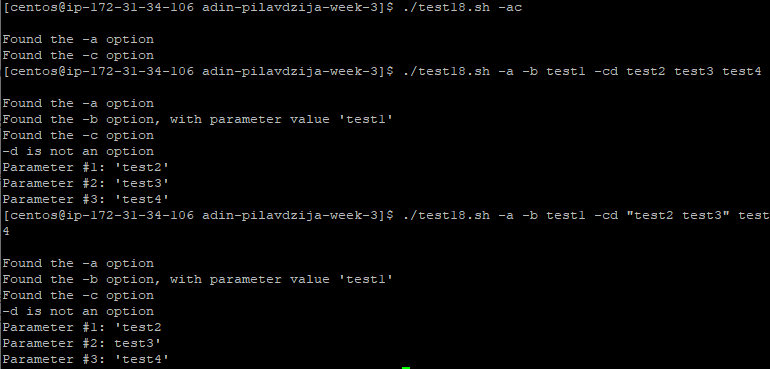 [centos@ip-172-31-34-106 adin-pilavdzija-week-3]$ ./test18.sh -ac
Found the -a option
Found the -c option
[centos@ip-172-31-34-106 adin-pilavdzija-week-3]$ ./test18.sh -a -b test1 -cd test2 test3 test4
Found the -a option
Found the -b option, with parameter value 'test1'
Found the -c option
-d is not an option
Parameter #1: 'test2'
Parameter #2: 'test3'
Parameter #3: 'test4'
[centos@ip-172-31-34-106 adin-pilavdzija-week-3]$ ./test18.sh -a -b test1 -cd "test2 test3" test
4
Found the -a option
Found the -b option, with parameter value 'test1'
Found the -c option
-d is not an option
Parameter #1: 'test2
Parameter #2: test3'
Parameter #3: 'test4'